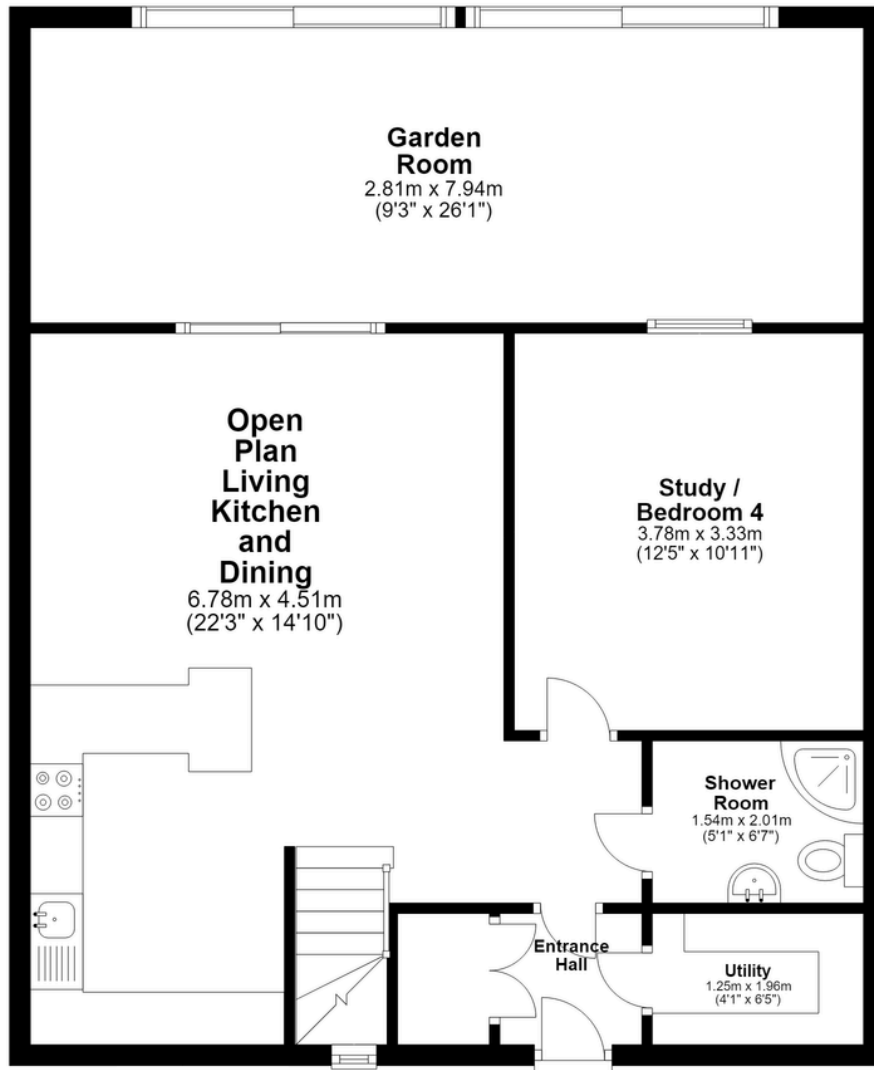 Garden
Room
2.81m x 7.94m
(9'3" x 26'1")
Open
Plan
Living
Kitchen
and
Dining
6.78m x 4.51m
(22'3" x 14'10")
Study /
Bedroom 4
3.78m x 3.33m
(12'5" x 10'11")
Shower
Room
1.54m x 2.01m
(5'1" x 6'7")
Entrance
Hall
Utility
1.25m x 1.96m
(4'1" x 6'5")